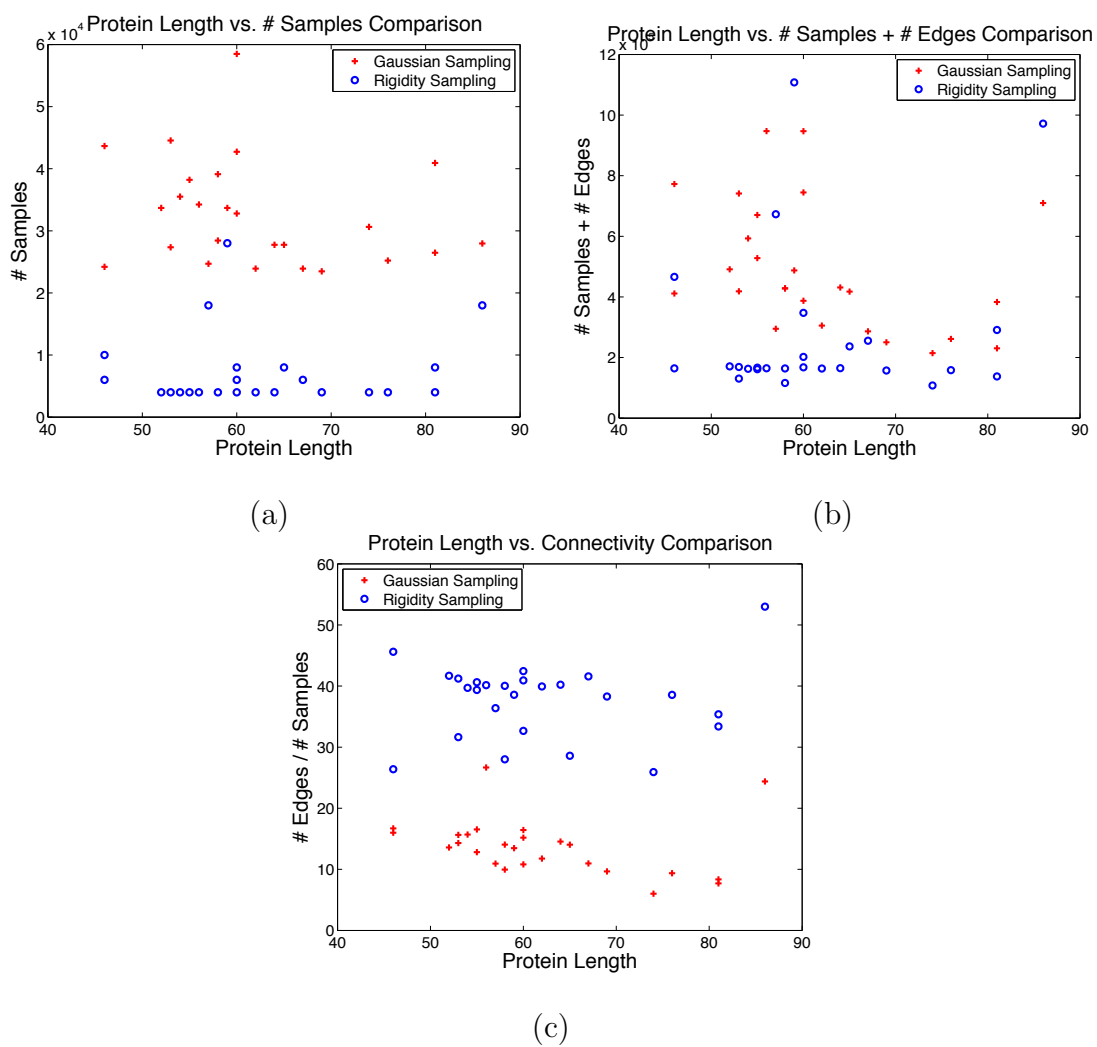 Protein Length vs. # Samples Comparison
x 10^4
6
5
4
3
2
1
0
40 50 60 70 80 90
# Samples
Protein Length
Gaussian Sampling
Rigidity Sampling
(a)
Protein Length vs. # Samples + # Edges Comparison
12
10
8
6
4
2
0
40 50 60 70 80 90
# Samples + # Edges
Protein Length
Gaussian Sampling
Rigidity Sampling
(b)
Protein Length vs. Connectivity Comparison
60
50
40
30
20
10
0
40 50 60 70 80 90
# Edges / # Samples
Protein Length
Gaussian Sampling
Rigidity Sampling
(c)